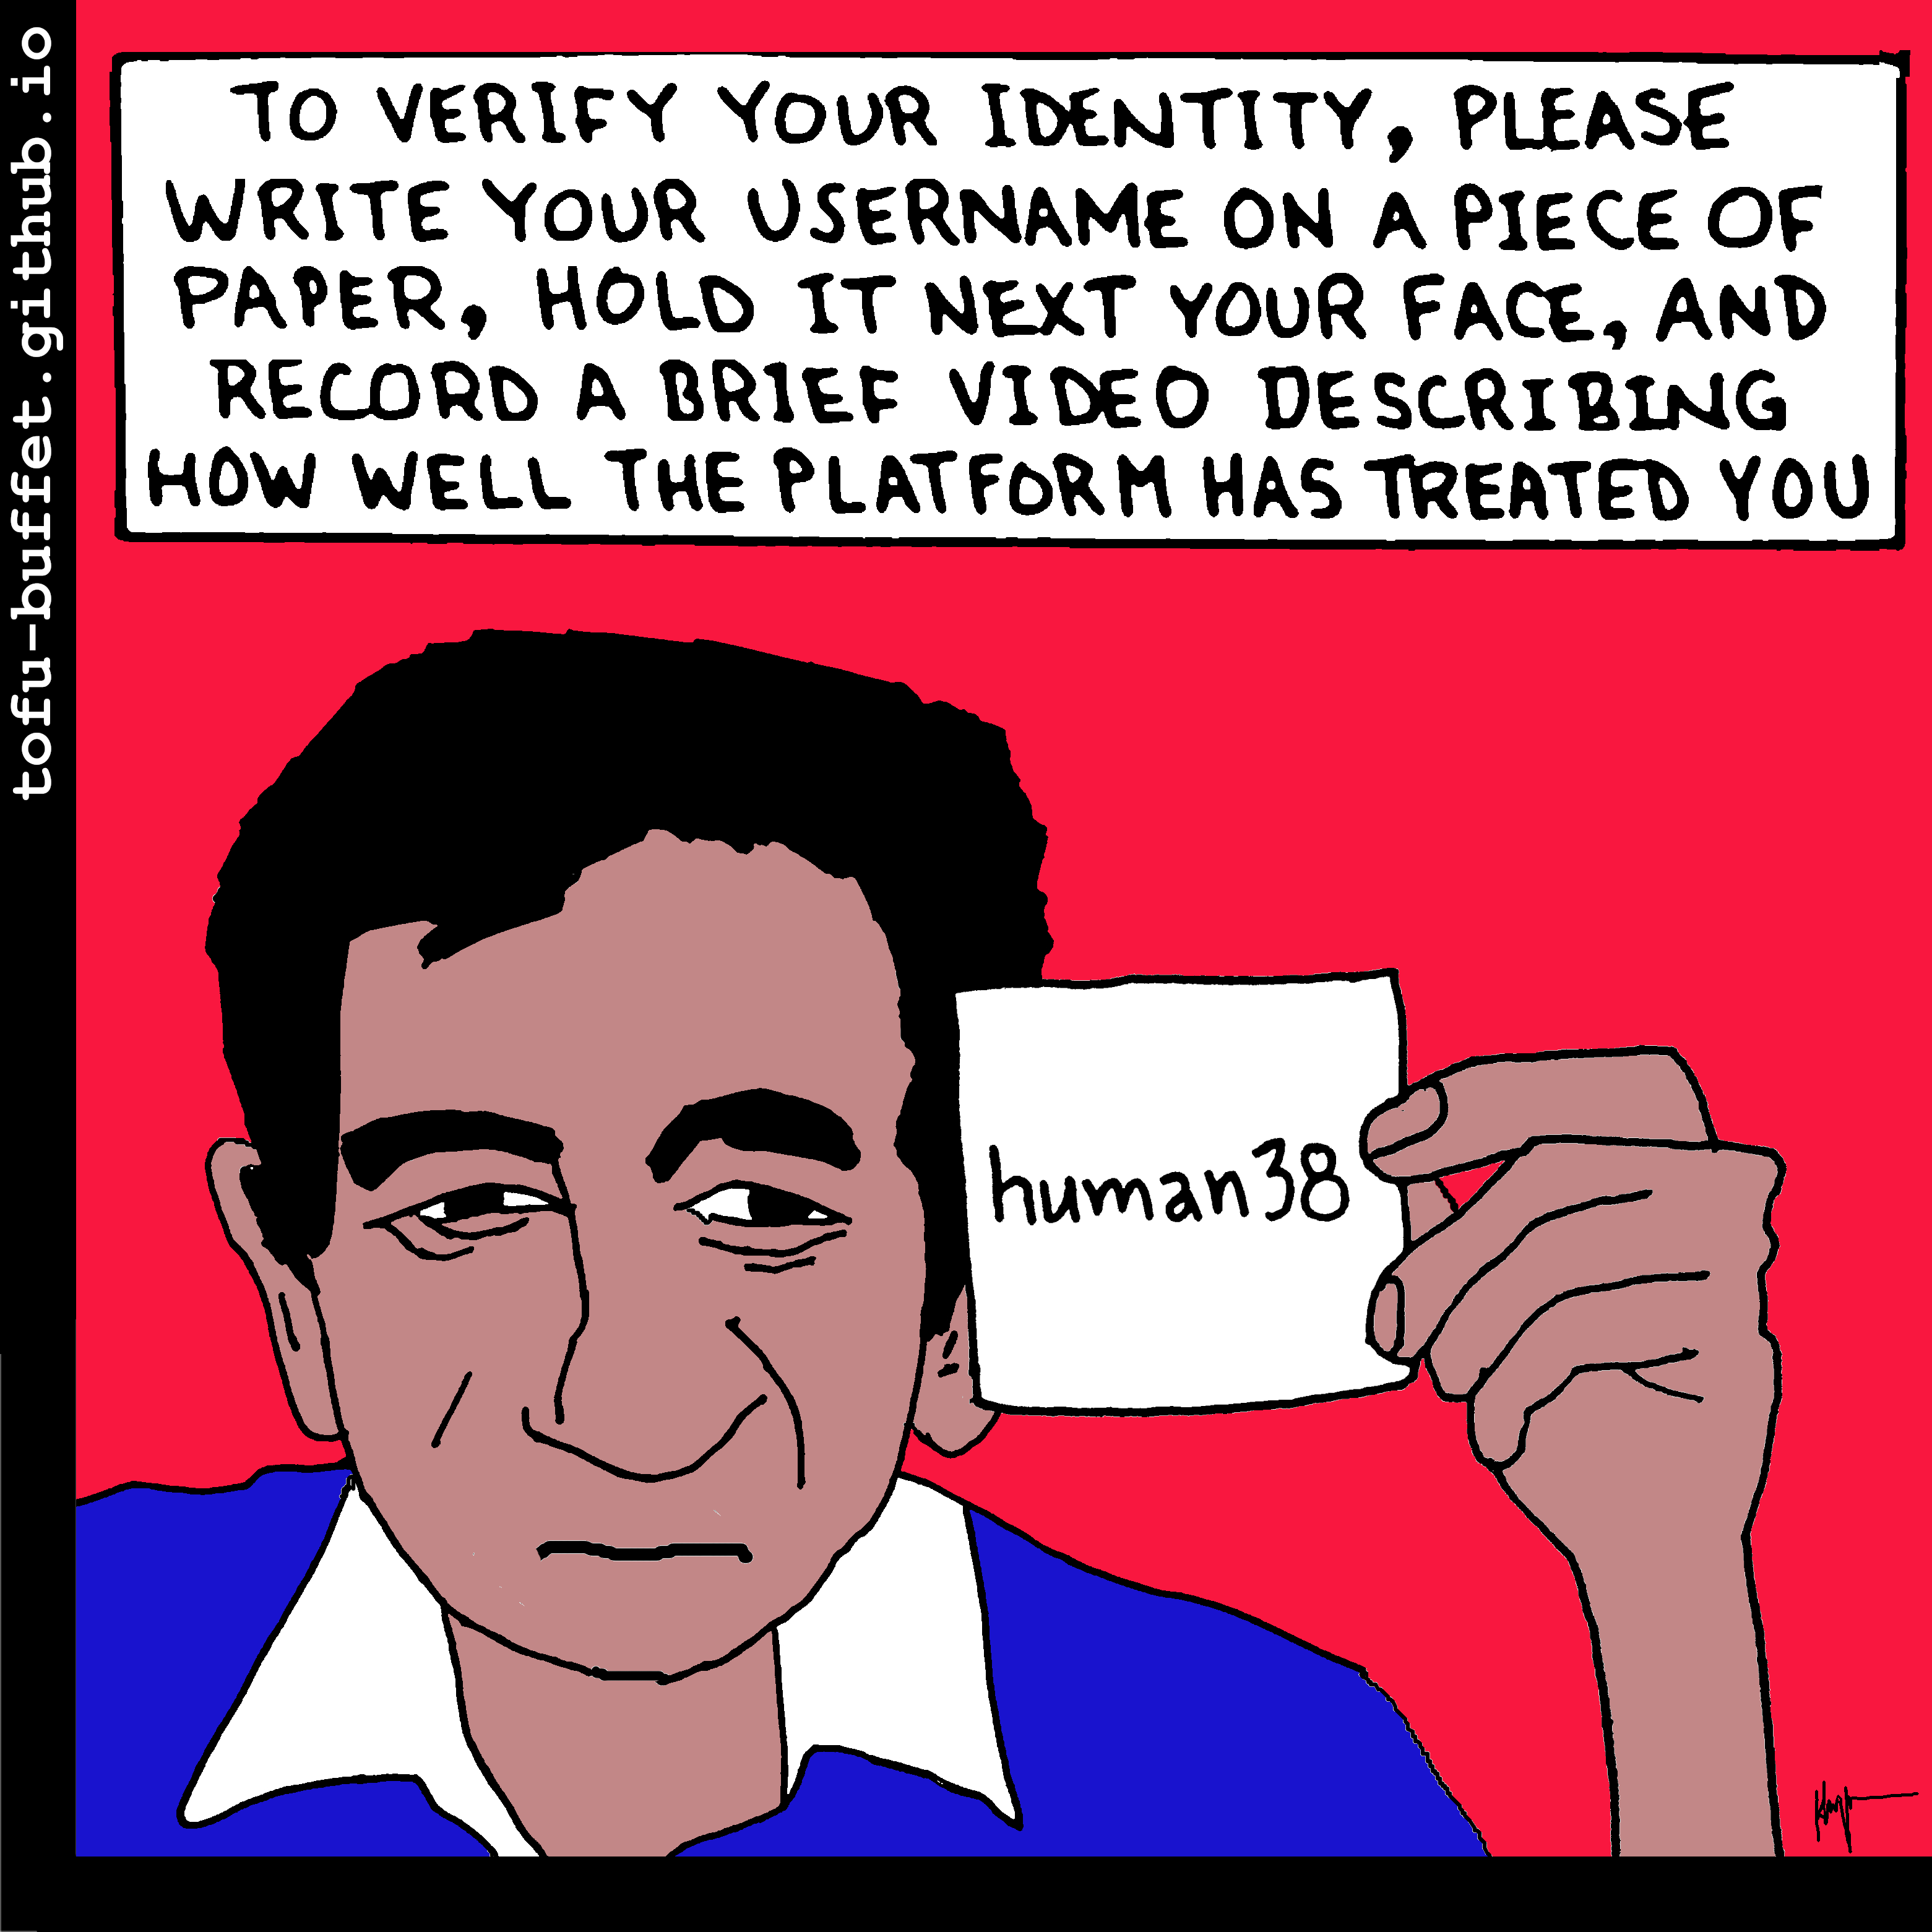 tofu-buffet.github.io
TO VERIFY YOUR IDENTITY, PLEASE
WRITE YOUR USERNAME ON A PIECE OF
PAPER, HOLD IT NEXT YOUR FACE, AND
RECORD A BRIEF VIDEO DESCRIBING
HOW WELL THE PLATFORM HAS TREATED YOU
human38